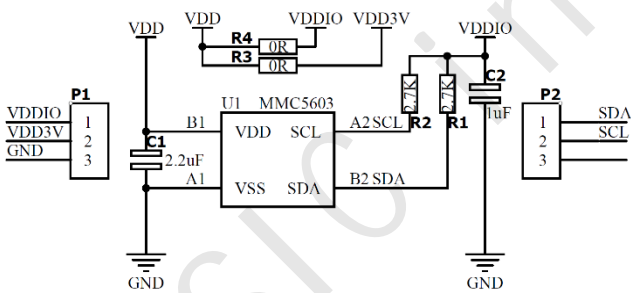 VDD VDDIO VDD3V VDDIO
VDD
R4 0R
R3 0R
P1
VDDIO 1
VDD3V 2
GND 3
C1
2.2uF
U1 MMC5603
B1 VDD SCL A2 SCL
A1 VSS SDA B2 SDA
2.7K 2.7K
R2 R1
C2
1uF
P2
1 SDA
2 SCL
3
GND GND